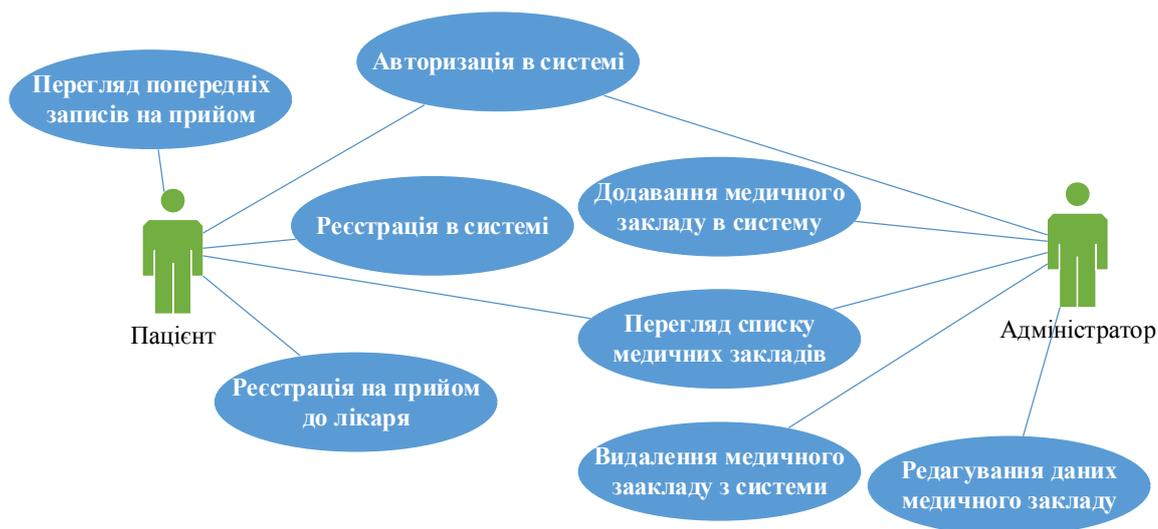 Авторизація в системі
Перегляд попередніх
записів на прийом
Додавання медичного
закладу в систему
Реєстрація в системі
Пацієнт
Адміністратор
Перегляд списку
медичних закладів
Реєстрація на прийом
до лікаря
Видалення медичного
заакладу з системи
Редагування даних
медичного закладу